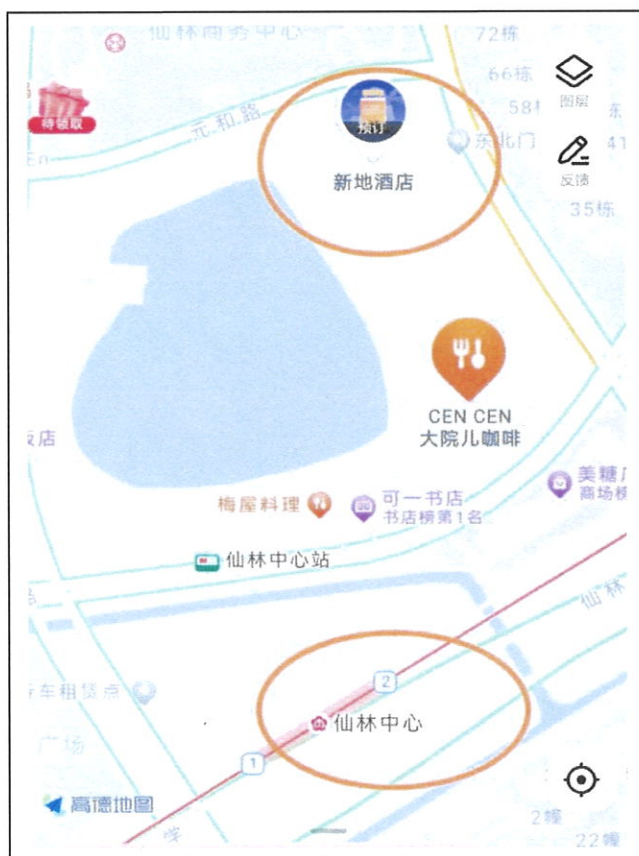 仙林商务中心
72栋
66栋
图层
58
栋
待领取
元和路
预订
东北门
41
反馈
新地酒店
35栋
CEN CEN
大院儿咖啡
店
美糖
商场榜
梅屋料理
可一书店
书店榜第1名
仙林中心站
仙林
车租赁点
2
仙林中心
广场
1
高德地图
学
2幢
22幢